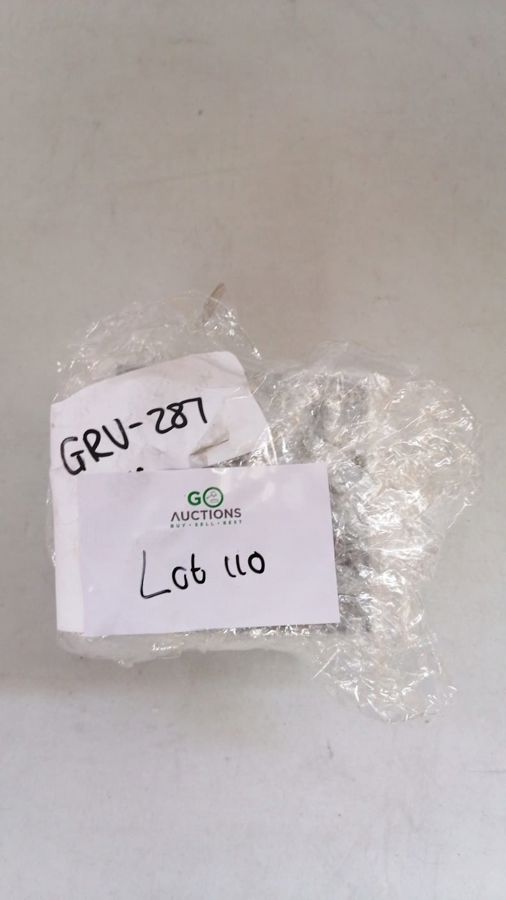 GRV-287
GO
AUCTIONS
BUY • SELL • BEST
Lot 110